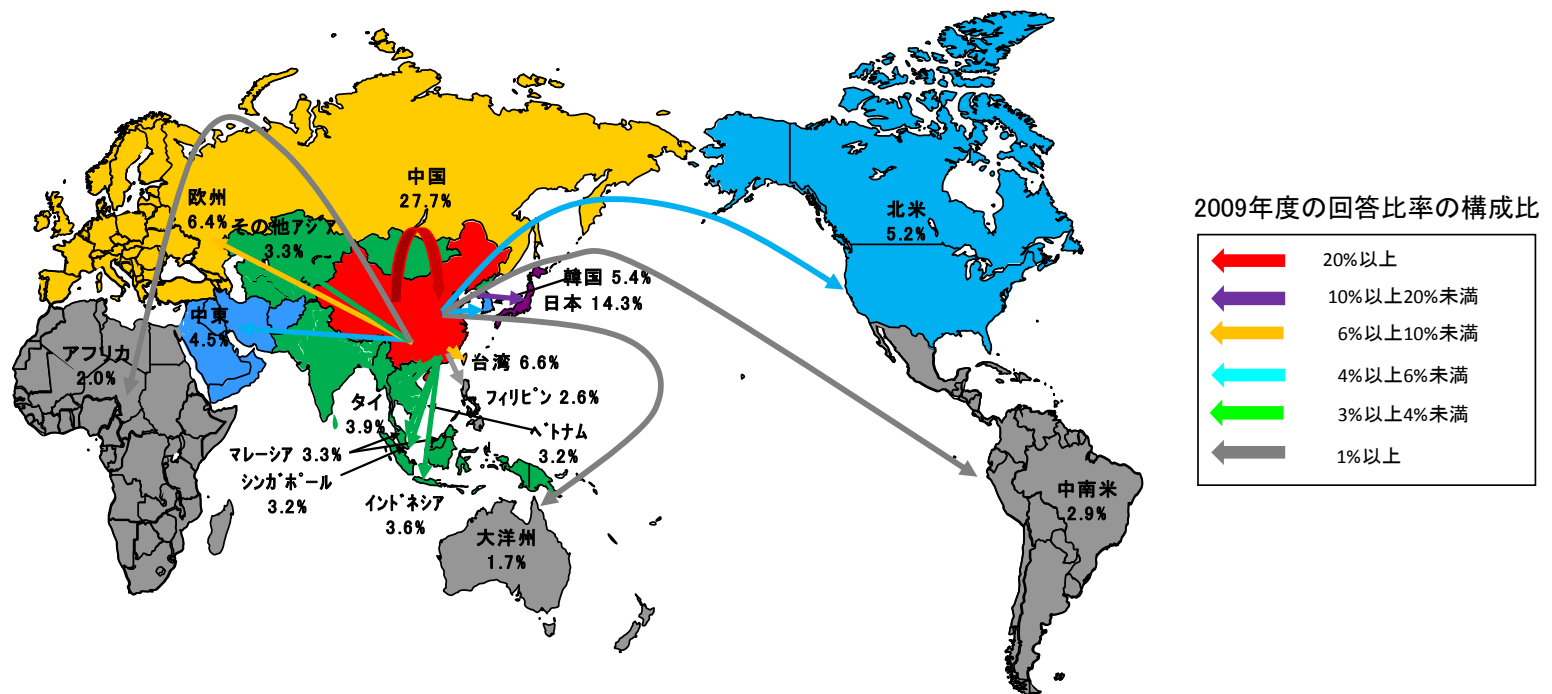 中国
27.7%
欧州
6.4%
その他アジア
3.3%
北米
5.2%
韓国 5.4%
日本 14.3%
中東
4.5%
アフリカ
2.0%
台湾 6.6%
フィリピン 2.6%
タイ
3.9%
ベトナム
3.2%
マレーシア 3.3%
シンガポール
3.2%
インドネシア
3.6%
大洋州
1.7%
中南米
2.9%
2009年度の回答比率の構成比
20%以上
10%以上20%未満
6%以上10%未満
4%以上6%未満
3%以上4%未満
1%以上